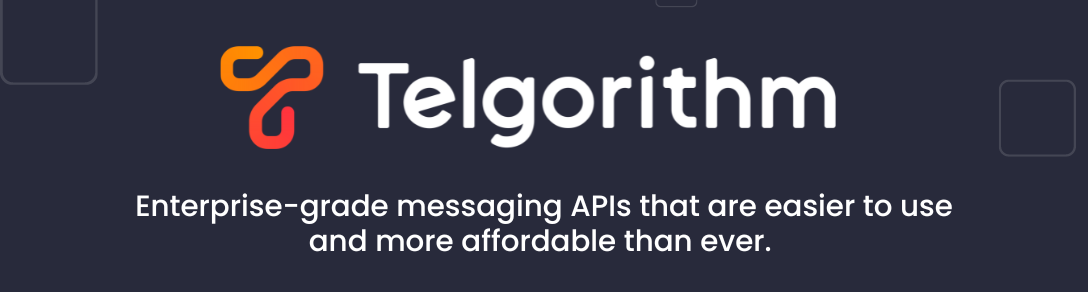 Telgorithm
Enterprise-grade messaging APIs that are easier to use
and more affordable than ever.